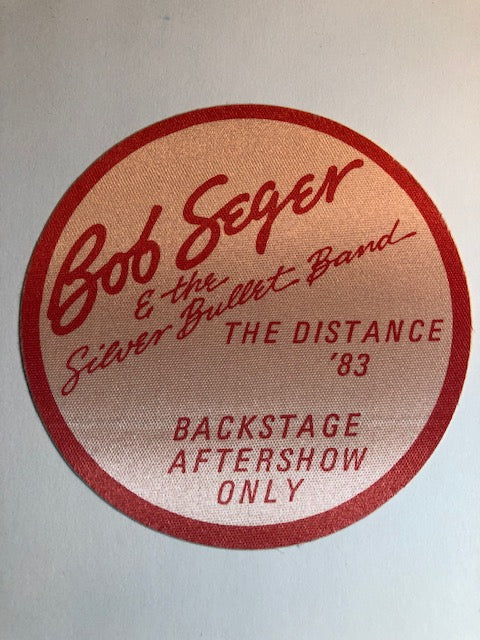 Bob Seger
& the
Silver Bullet Band
THE DISTANCE
'83
BACKSTAGE
AFTERSHOW
ONLY